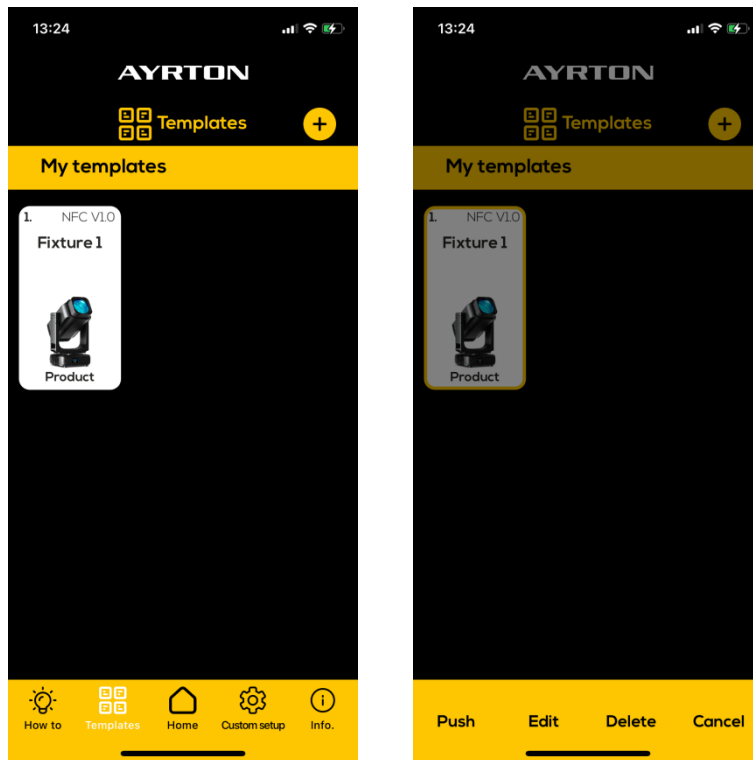 13:24
AYRTON
Templates
+
My templates
1. NFC V1.0
Fixture 1
Product
How to Templates Home Custom setup Info.
13:24
AYRTON
Templates
+
My templates
1. NFC V1.0
Fixture 1
Product
Push Edit Delete Cancel